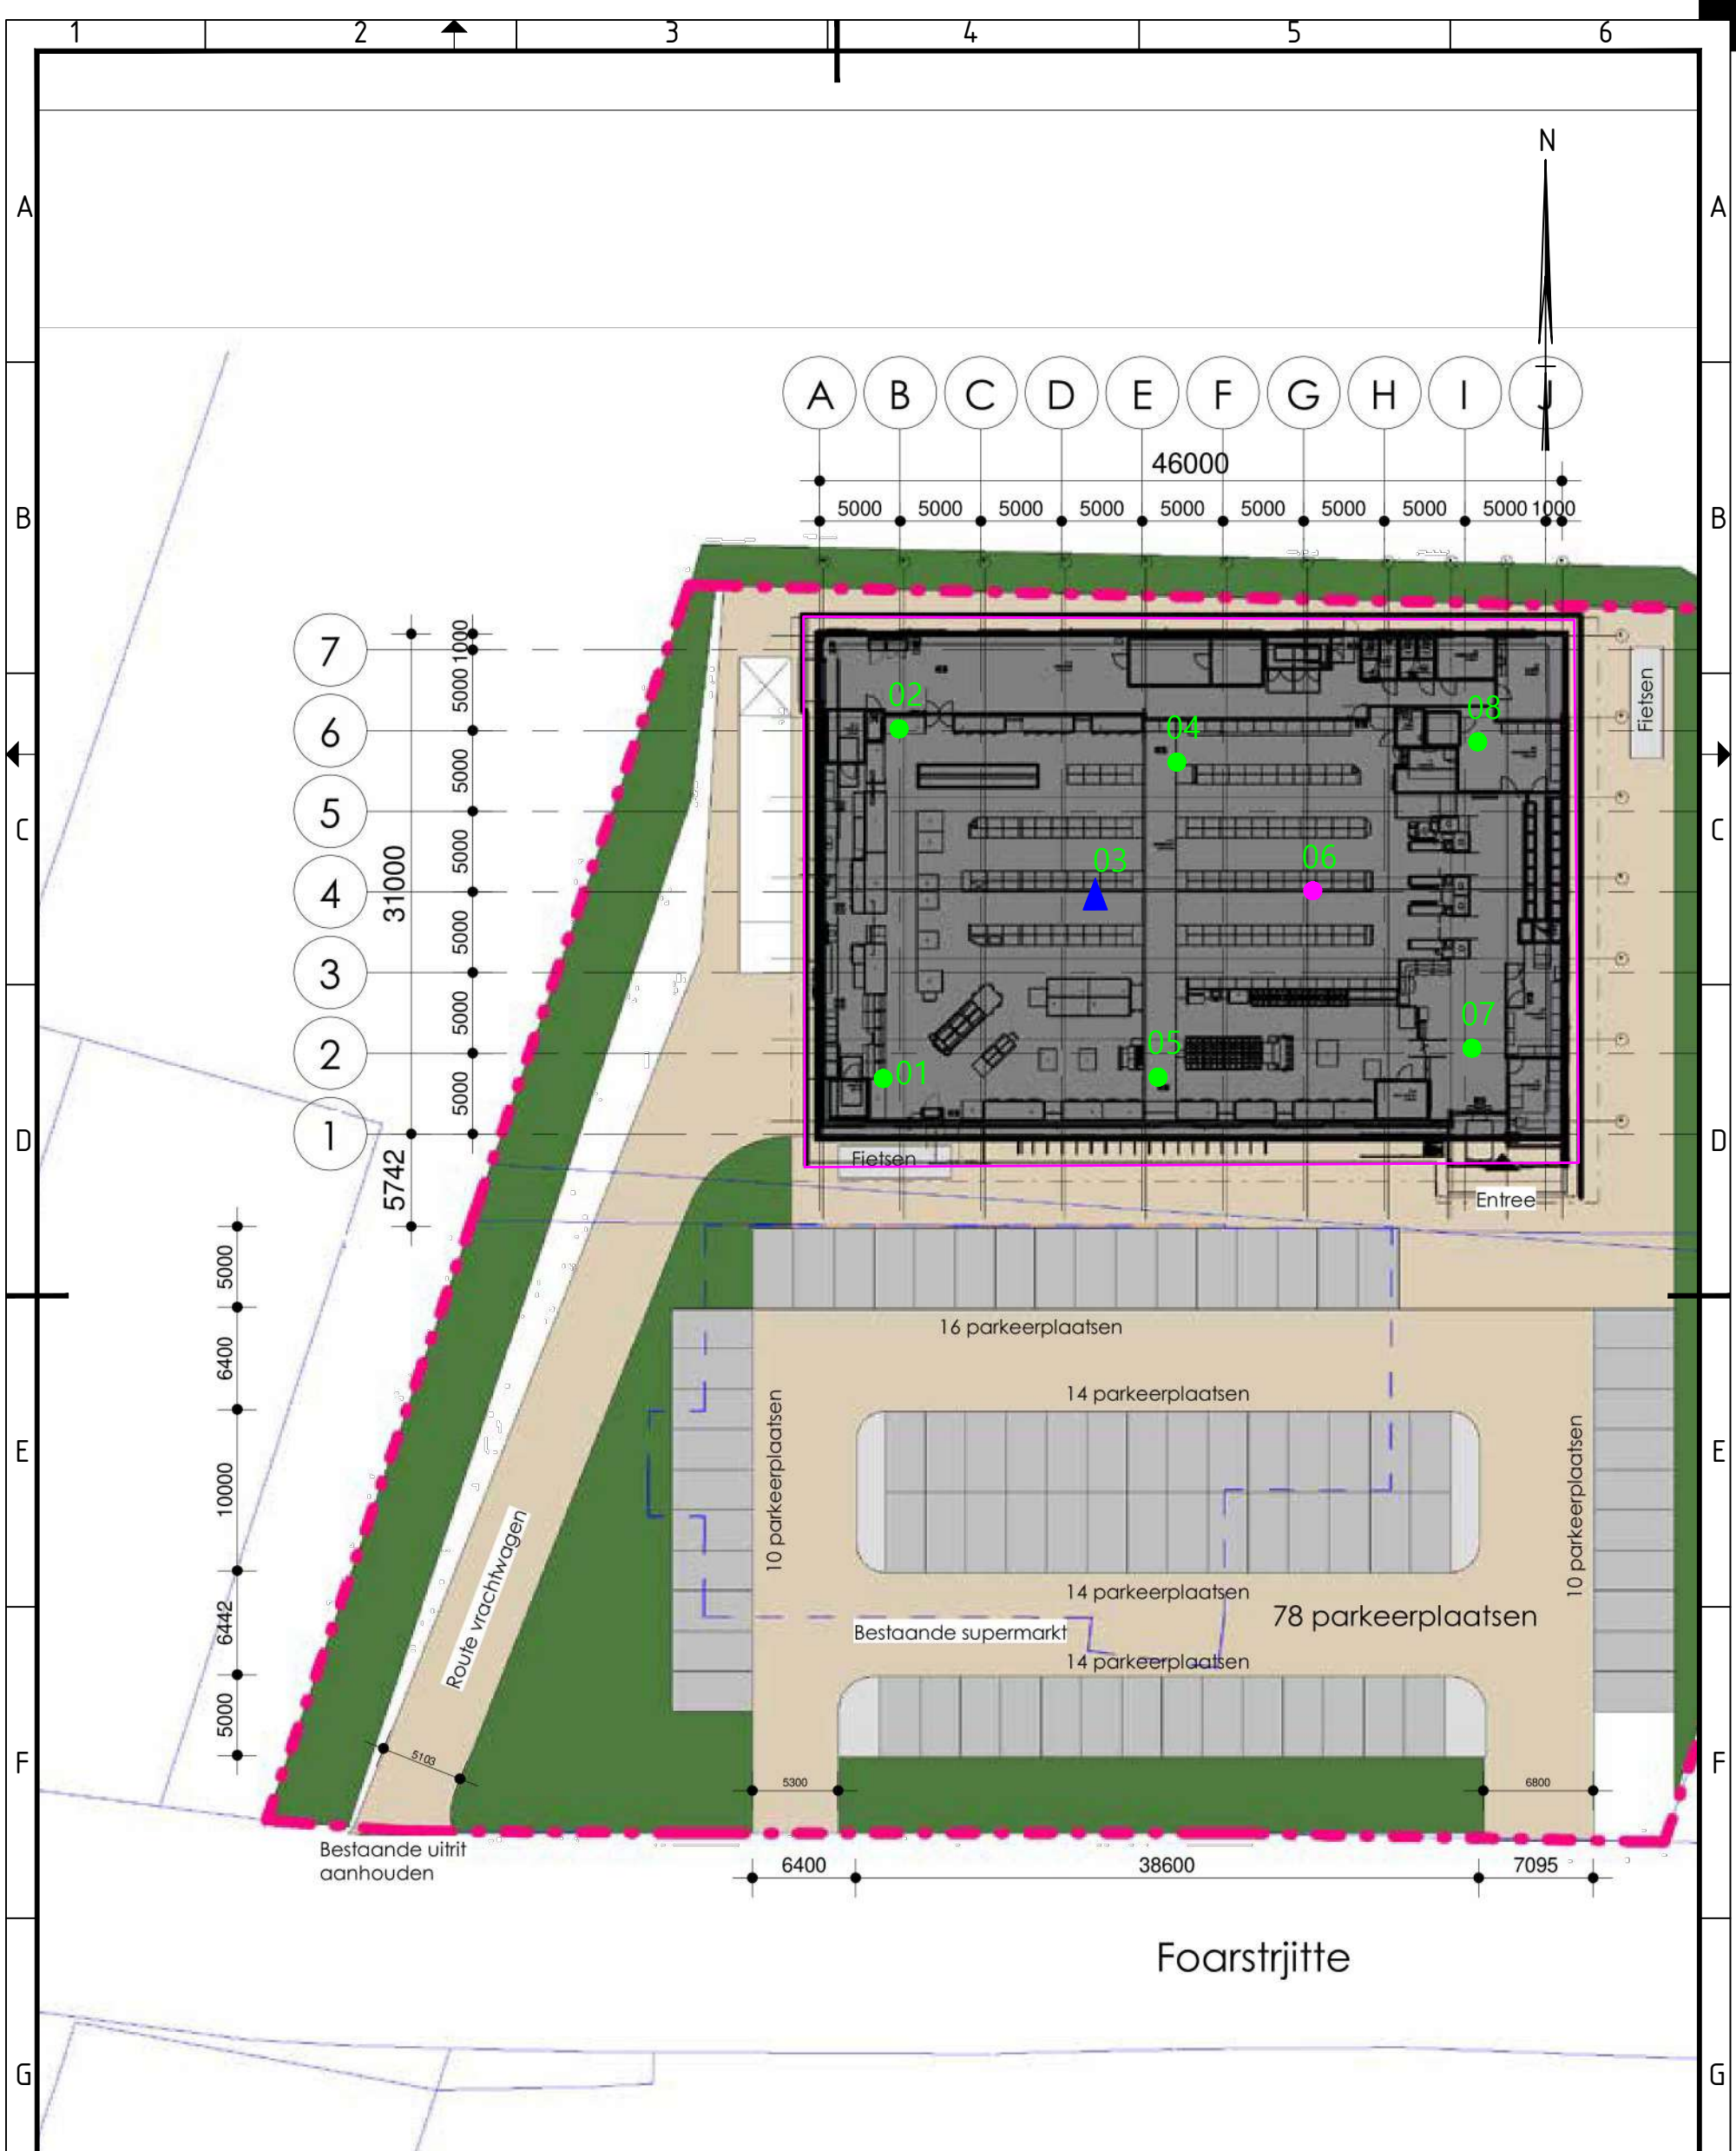 1 2 3 4 5 6
N
A A
A B C D E F G H I J
46000
B B
5000 5000 5000 5000 5000 5000 5000 5000 5000 1000
7
1000
5000
Fietsen
02
08
6
04
5000
C C
5
5000
31000
03
06
4
5000
3
5000
07
2
05
01
5000
D D
1
Fietsen
5742
Entree
5000
16 parkeerplaatsen
6400
14 parkeerplaatsen
10 parkeerplaatsen
10 parkeerplaatsen
E E
10000
14 parkeerplaatsen
78 parkeerplaatsen
Route vrachtwagen
6442
Bestaande supermarkt
14 parkeerplaatsen
5000
5103
F F
5300
6800
Bestaande uitrit
aanhouden
6400 38600 7095
Foarstrjitte
G G